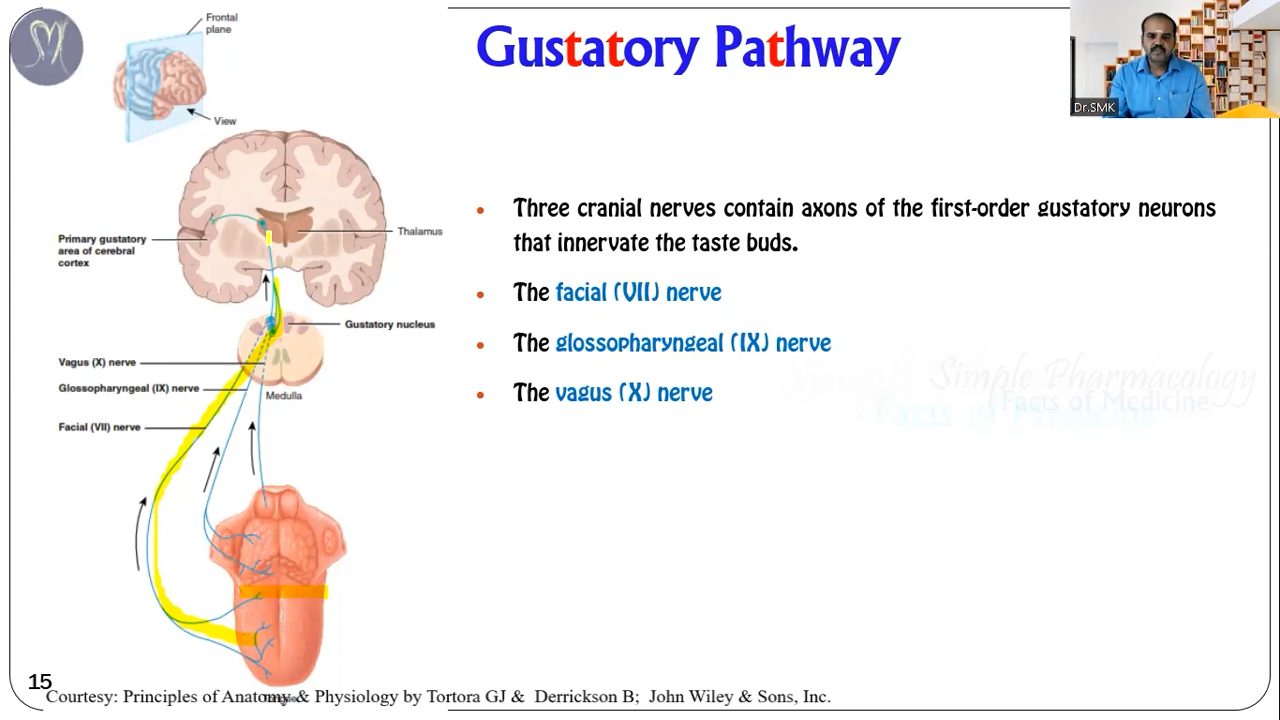 Gustatory Pathway
Frontal
plane
View
Dr.SMK
Primary gustatory
area of cerebral
cortex
Thalamus
Gustatory nucleus
Vagus (X) nerve
Glossopharyngeal (IX) nerve
Medulla
Facial (VII) nerve
• Three cranial nerves contain axons of the first-order gustatory neurons
that innervate the taste buds.
• The facial (VII) nerve
• The glossopharyngeal (IX) nerve
• The vagus (X) nerve
Simple Pharmacology
Facts of Medicine
15
Courtesy: Principles of Anatomy & Physiology by Tortora GJ & Derrickson B; John Wiley & Sons, Inc.